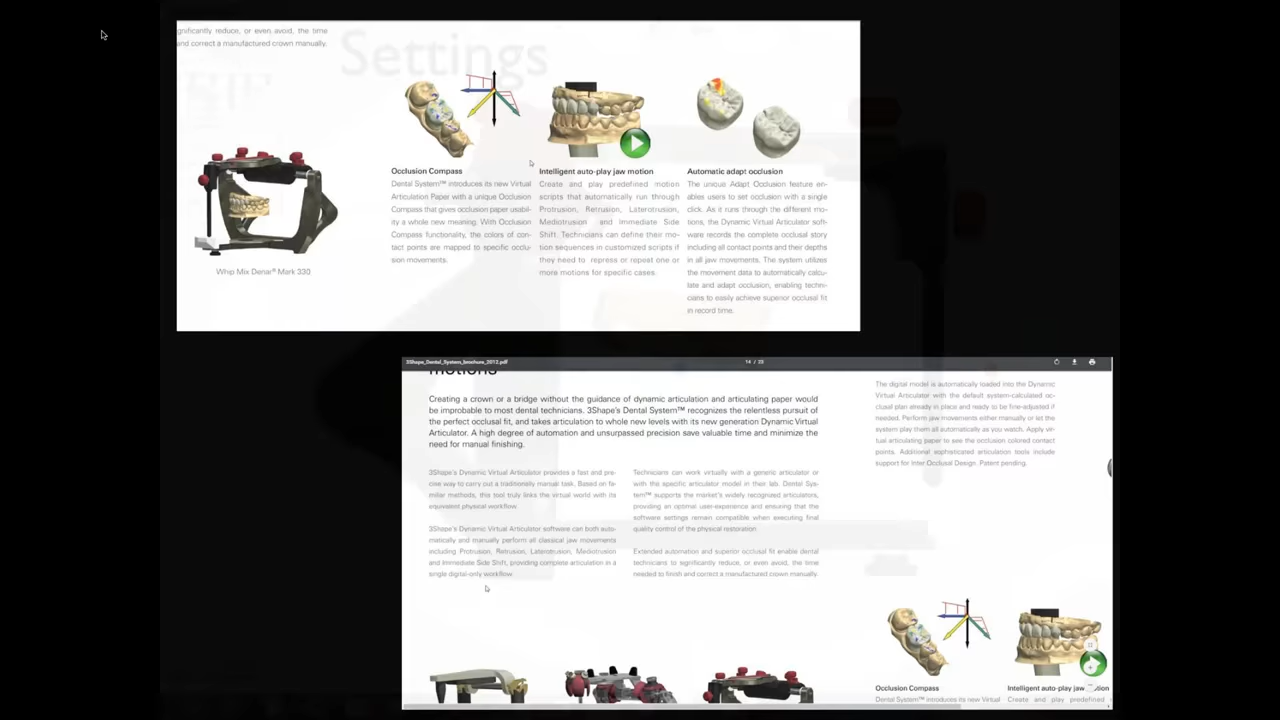 gnificantly reduce, or even avoid, the time
and correct a manufactured crown manually.
Settings
Whip Mix Denar® Mark 330
Occlusion Compass
Dental System™ introduces its new Virtual
Articulation Paper with a unique Occlusion
Compass that gives occlusion paper usabil-
ity a whole new meaning. With Occlusion
Compass functionality, the colors of con-
tact points are mapped to specific occlu-
sion movements.
Intelligent auto-play jaw motion
Create and play predefined motion
scripts that automatically run through
Protrusion, Retrusion, Laterotrusion,
Mediotrusion and Immediate Side
Shift. Technicians can define their mo-
tion sequences in customized scripts if
they need to repress or repeat one or
more motions for specific cases.
Automatic adapt occlusion
The unique Adapt Occlusion feature en-
ables users to set occlusion with a single
click. As it runs through the different mo-
tions, the Dynamic Virtual Articulator soft-
ware records the complete occlusal story
including all contact points and their depths
in all jaw movements. The system utilizes
the movement data to automatically calcu-
late and adapt occlusion, enabling techni-
cians to easily achieve superior occlusal fit
in record time.
3Shape_Dental_System_brochure_2012.pdf
14 / 23
motions
Creating a crown or a bridge without the guidance of dynamic articulation and articulating paper would
be improbable to most dental technicians. 3Shape's Dental System™ recognizes the relentless pursuit of
the perfect occlusal fit, and takes articulation to whole new levels with its new generation Dynamic Virtual
Articulator. A high degree of automation and unsurpassed precision save valuable time and minimize the
need for manual finishing.
3Shape's Dynamic Virtual Articulator provides a fast and pre-
cise way to carry out a traditionally manual task. Based on fa-
miliar methods, this tool truly links the virtual world with its
equivalent physical workflow.
3Shape's Dynamic Virtual Articulator software can both auto-
matically and manually perform all classical jaw movements
including Protrusion, Retrusion, Laterotrusion, Mediotrusion
and Immediate Side Shift, providing complete articulation in a
single digital-only workflow.
Technicians can work virtually with a generic articulator or
with the specific articulator model in their lab. Dental Sys-
tem™ supports the market's widely recognized articulators,
providing an optimal user-experience and ensuring that the
software settings remain compatible when executing final
quality control of the physical restoration
Extended automation and superior occlusal fit enable dental
technicians to significantly reduce, or even avoid, the time
needed to finish and correct a manufactured crown manually.
The digital model is automatically loaded into the Dynamic
Virtual Articulator with the default system-calculated oc-
clusal plan already in place and ready to be fine-adjusted if
needed. Perform jaw movements either manually or let the
system play them all automatically as you watch. Apply vir-
tual articulating paper to see the occlusion colored contact
points. Additional sophisticated articulation tools include
support for Inter Occlusal Design. Patent pending.
Occlusion Compass
Dental System™ introduces its new Virtual
Intelligent auto-play jaw motion
Create and play predefined